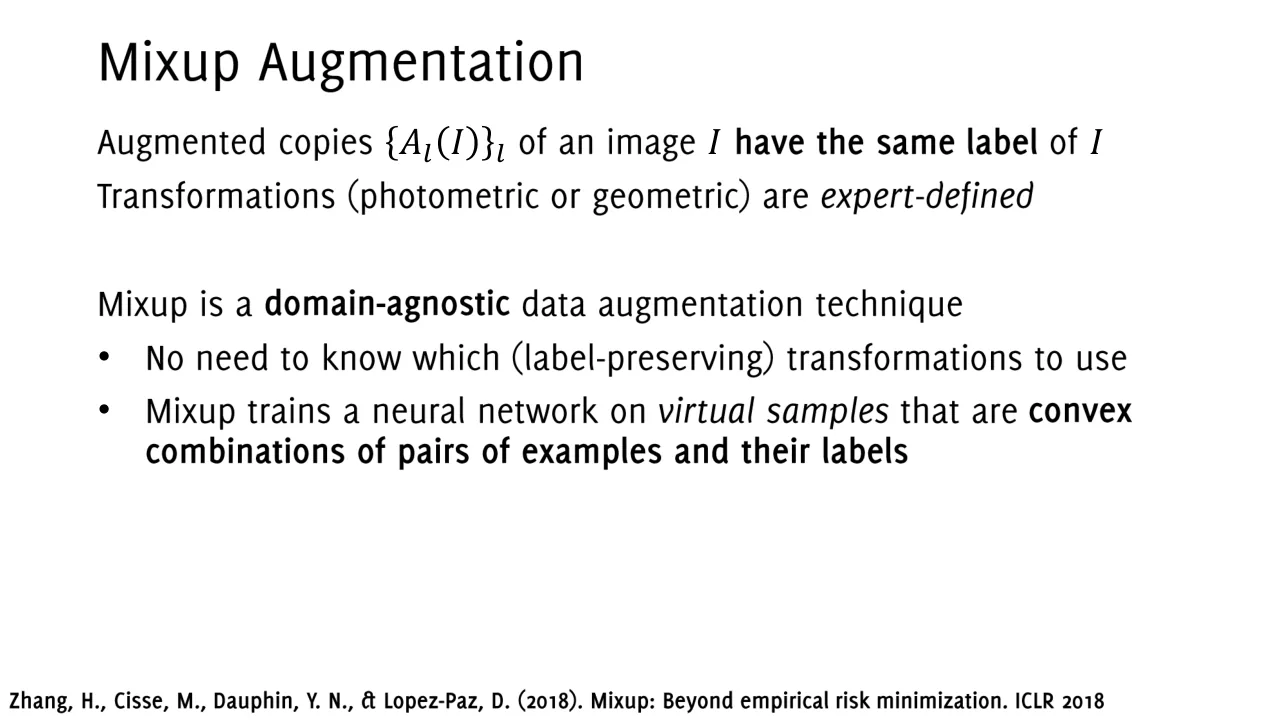 Mixup Augmentation
Augmented copies {A_l(I)}_l of an image I have the same label of I
Transformations (photometric or geometric) are expert-defined
Mixup is a domain-agnostic data augmentation technique
• No need to know which (label-preserving) transformations to use
• Mixup trains a neural network on virtual samples that are convex
combinations of pairs of examples and their labels
Zhang, H., Cisse, M., Dauphin, Y. N., & Lopez-Paz, D. (2018). Mixup: Beyond empirical risk minimization. ICLR 2018